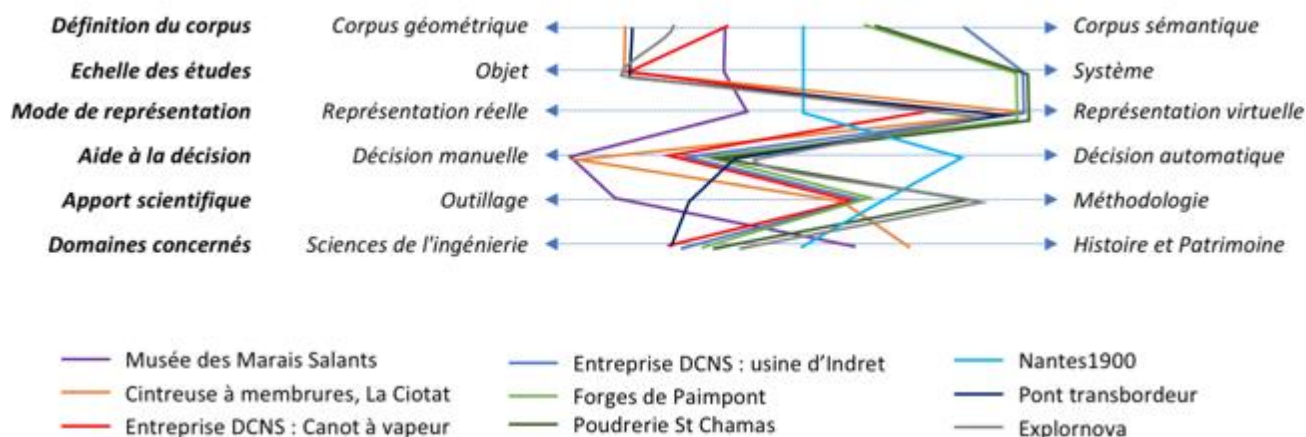 Définition du corpus Corpus géométrique Corpus sémantique
Echelle des études Objet Système
Mode de représentation Représentation réelle Représentation virtuelle
Aide à la décision Décision manuelle Décision automatique
Apport scientifique Outillage Méthodologie
Domaines concernés Sciences de l'ingénierie Histoire et Patrimoine
Musée des Marais Salants Entreprise DCNS : usine d'Indret Nantes1900
Cintreuse à membrures, La Ciotat Forges de Paimpont Pont transbordeur
Entreprise DCNS : Canot à vapeur Poudrerie St Chamas Explornova